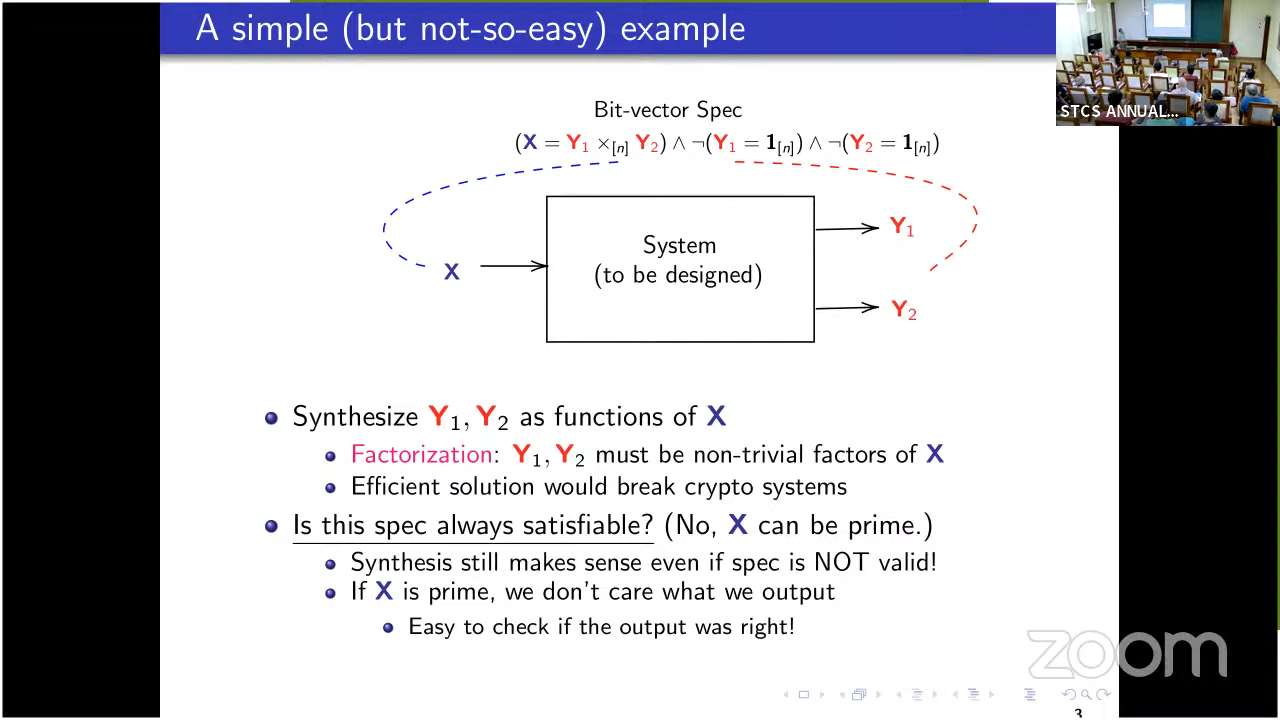 A simple (but not-so-easy) example
STCS ANNUAL...
Bit-vector Spec
(X = Y₁ ×[n] Y₂) ∧ ¬(Y₁ = 1[n]) ∧ ¬(Y₂ = 1[n])
System
(to be designed)
X
Y₁
Y₂
Synthesize Y₁, Y₂ as functions of X
Factorization: Y₁, Y₂ must be non-trivial factors of X
Efficient solution would break crypto systems
Is this spec always satisfiable? (No, X can be prime.)
Synthesis still makes sense even if spec is NOT valid!
If X is prime, we don't care what we output
Easy to check if the output was right!
zoom
3